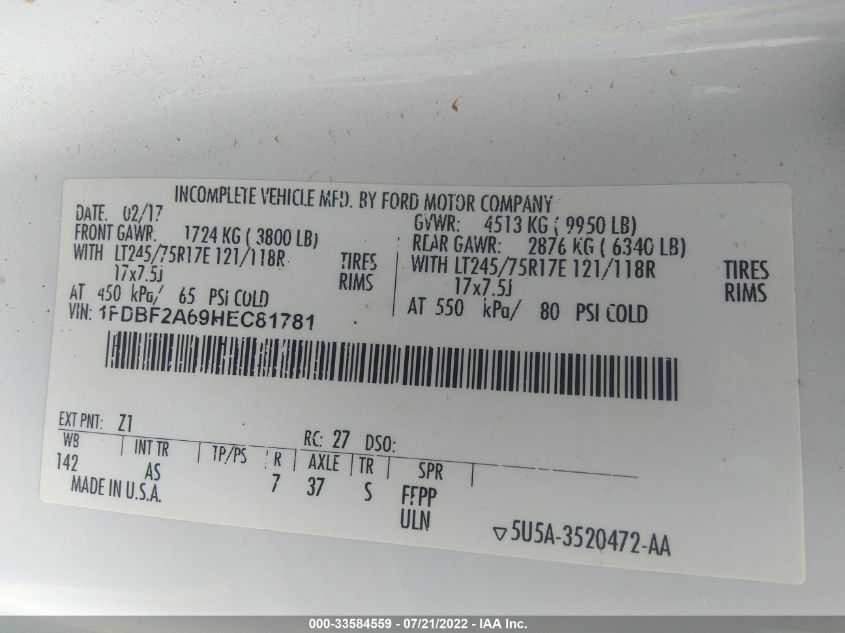 INCOMPLETE VEHICLE MFD. BY FORD MOTOR COMPANY
DATE. 02/17
GVWR: 4513 KG ( 9950 LB)
FRONT GAWR: 1724 KG ( 3800 LB)
REAR GAWR: 2876 KG ( 6340 LB)
WITH LT245/75R17E 121/118R TIRES
WITH LT245/75R17E 121/118R TIRES
17x7.5J RIMS
17x7.5J RIMS
AT 450 kPa/ 65 PSI COLD
AT 550 kPa/ 80 PSI COLD
VIN: 1FDBF2A69HEC81781
EXT PNT: Z1 RC: 27 DSO:
WB INT TR TP/PS R AXLE TR SPR
142 AS 7 37 S FFPP
MADE IN U.S.A. ULN
5U5A-3520472-AA
000-33584559 - 07/21/2022 - IAA Inc.